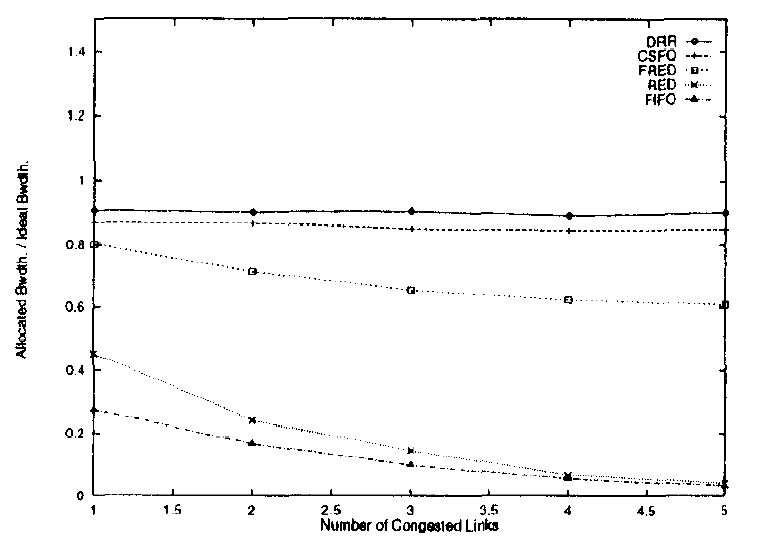 1.4
1.2
1
0.8
0.6
0.4
0.2
0
Allocated Bwdth. / Ideal Bwdth.
DRR
CSFQ
FRED
RED
FIFO
1 1.5 2 2.5 3 3.5 4 4.5 5
Number of Congested Links